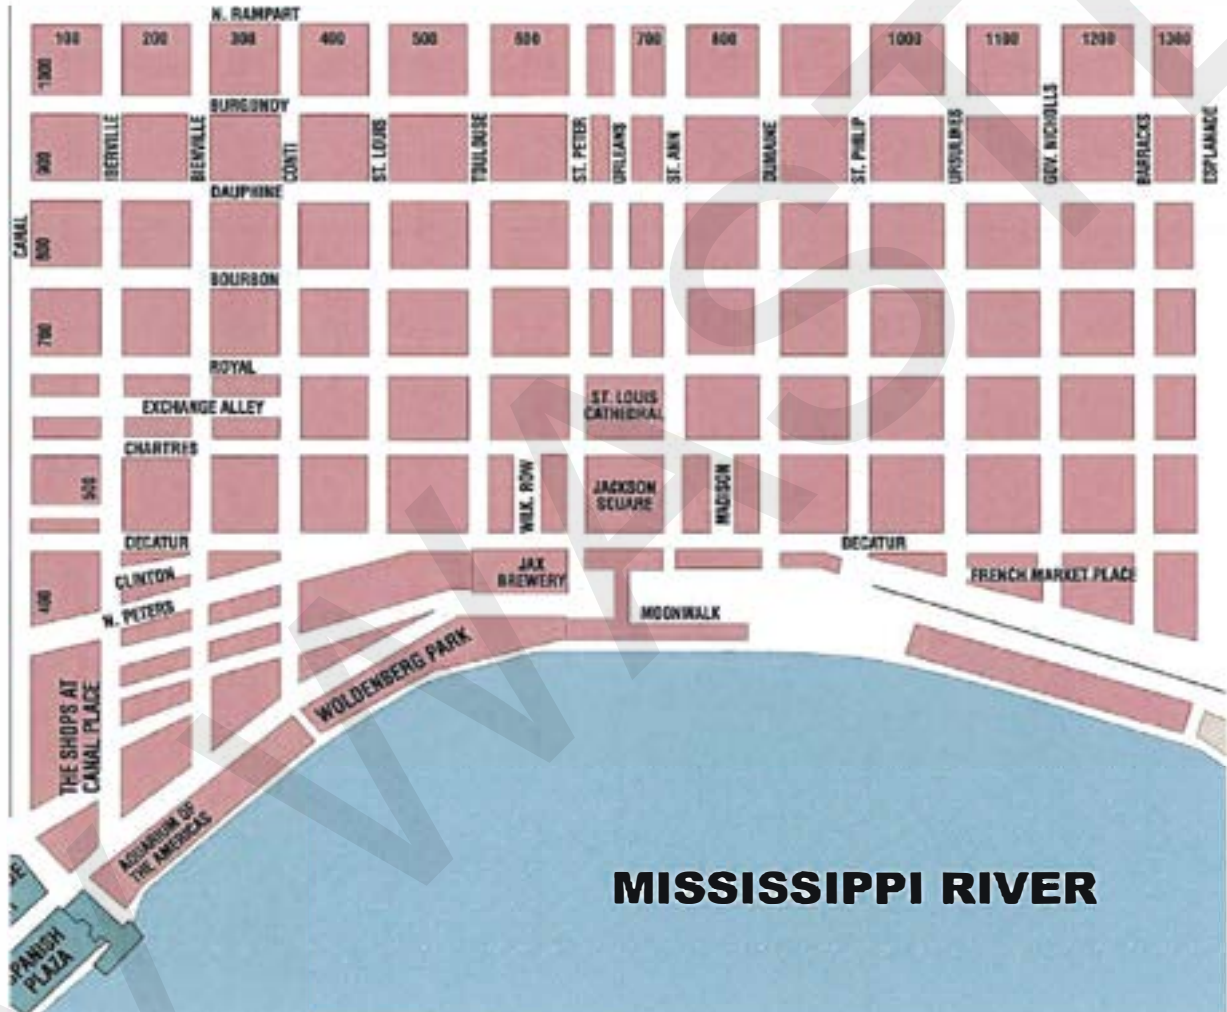 N. RAMPART
100 200 300 400 500 600 700 800 1000 1100 1200 1300
1000
BURGUNDY
900
IBERVILLE
BIENVILLE
CONTI
ST. LOUIS
TOULOUSE
ST. PETER
ORLEANS
ST. ANN
DUMAINE
ST. PHILIP
URSULINES
GOV. NICHOLLS
BARRACKS
ESPLANADE
DAUPHINE
CANAL
800
BOURBON
700
ROYAL
EXCHANGE ALLEY
ST. LOUIS
CATHEDRAL
CHARTRES
500
WILK. ROW
JACKSON
SQUARE
MADISON
DECATUR
DECATUR
CLINTON
400
N. PETERS
JAX
BREWERY
FRENCH MARKET PLACE
MOONWALK
WOLDENBERG PARK
THE SHOPS AT
CANAL PLACE
AQUARIUM OF
THE AMERICAS
SPANISH
PLAZA
MISSISSIPPI RIVER